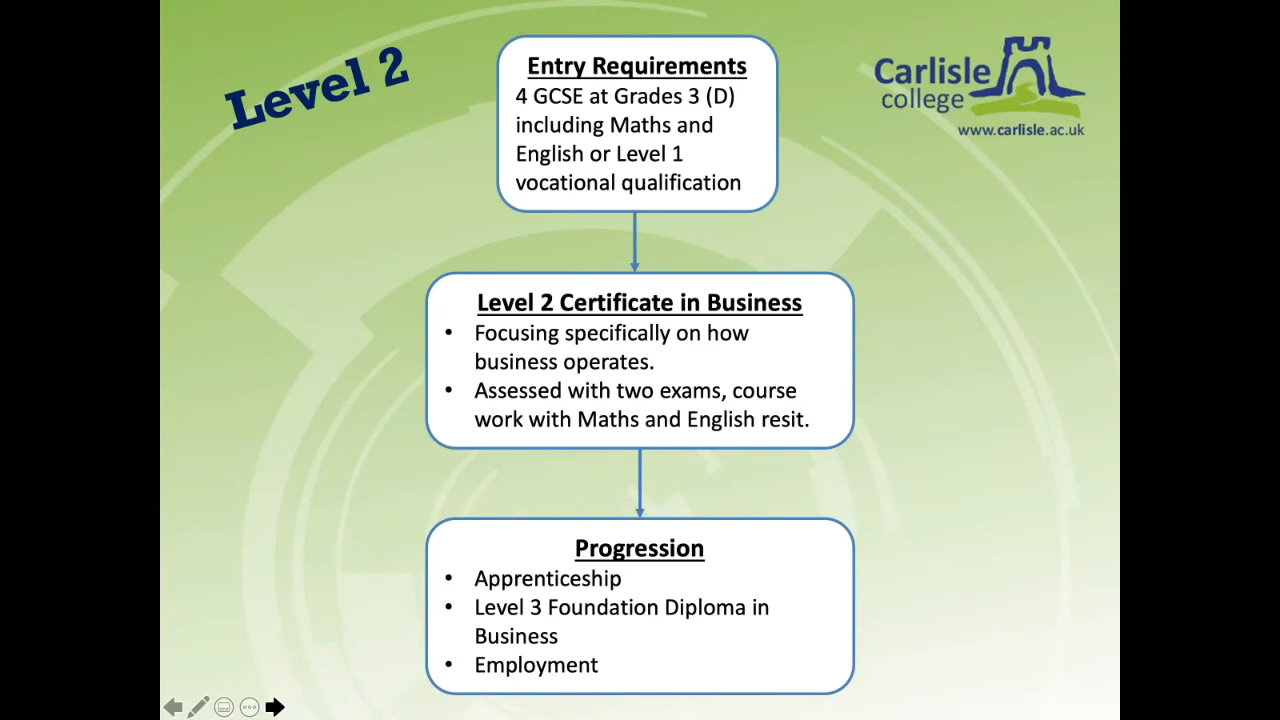 Level 2
Entry Requirements
4 GCSE at Grades 3 (D)
including Maths and
English or Level 1
vocational qualification
Carlisle
college
www.carlisle.ac.uk
Level 2 Certificate in Business
• Focusing specifically on how
business operates.
• Assessed with two exams, course
work with Maths and English resit.
Progression
• Apprenticeship
• Level 3 Foundation Diploma in
Business
• Employment